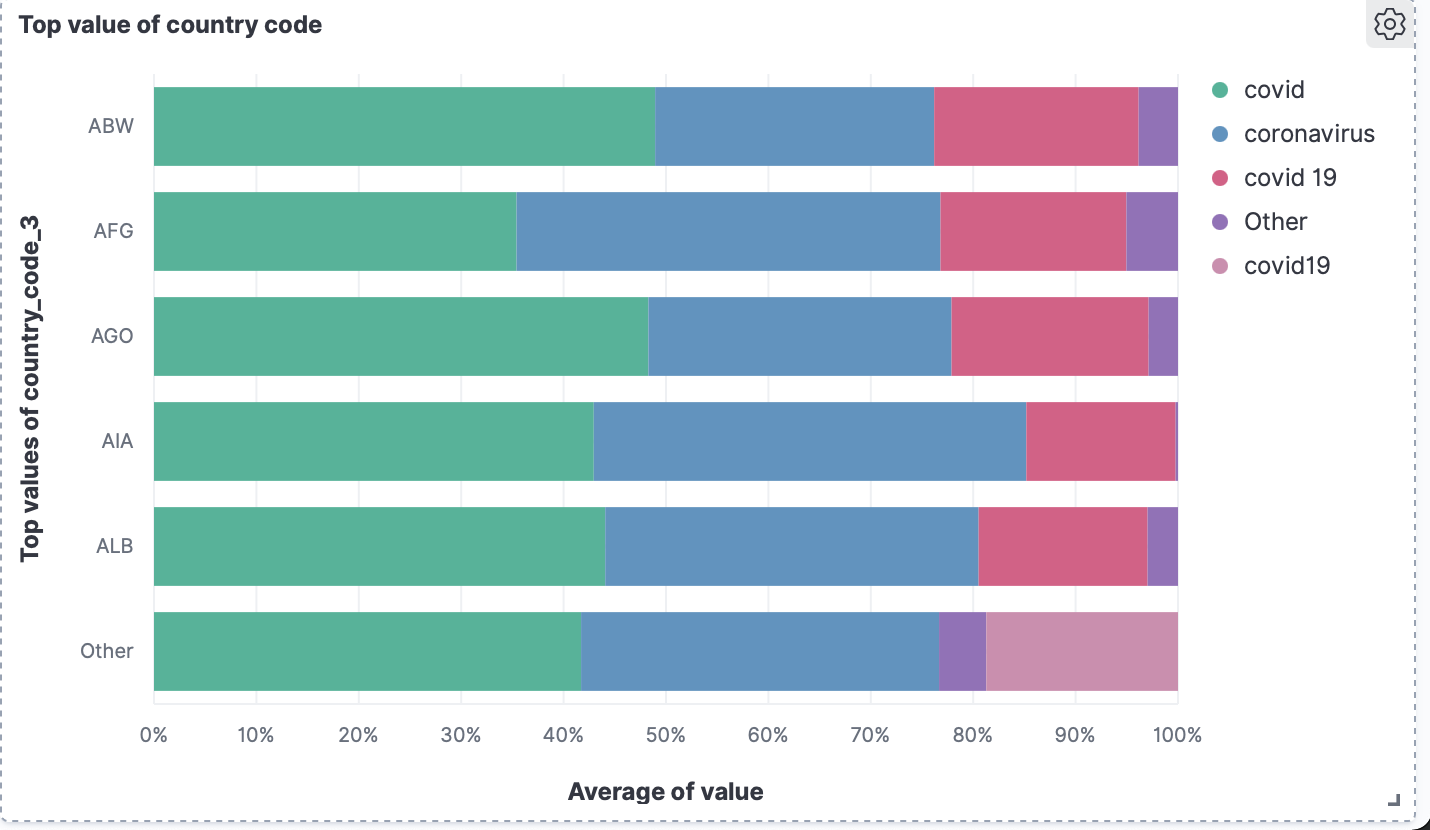 Top value of country code
covid
coronavirus
covid 19
Other
covid19
Top values of country_code_3
ABW
AFG
AGO
AIA
ALB
Other
0% 10% 20% 30% 40% 50% 60% 70% 80% 90% 100%
Average of value